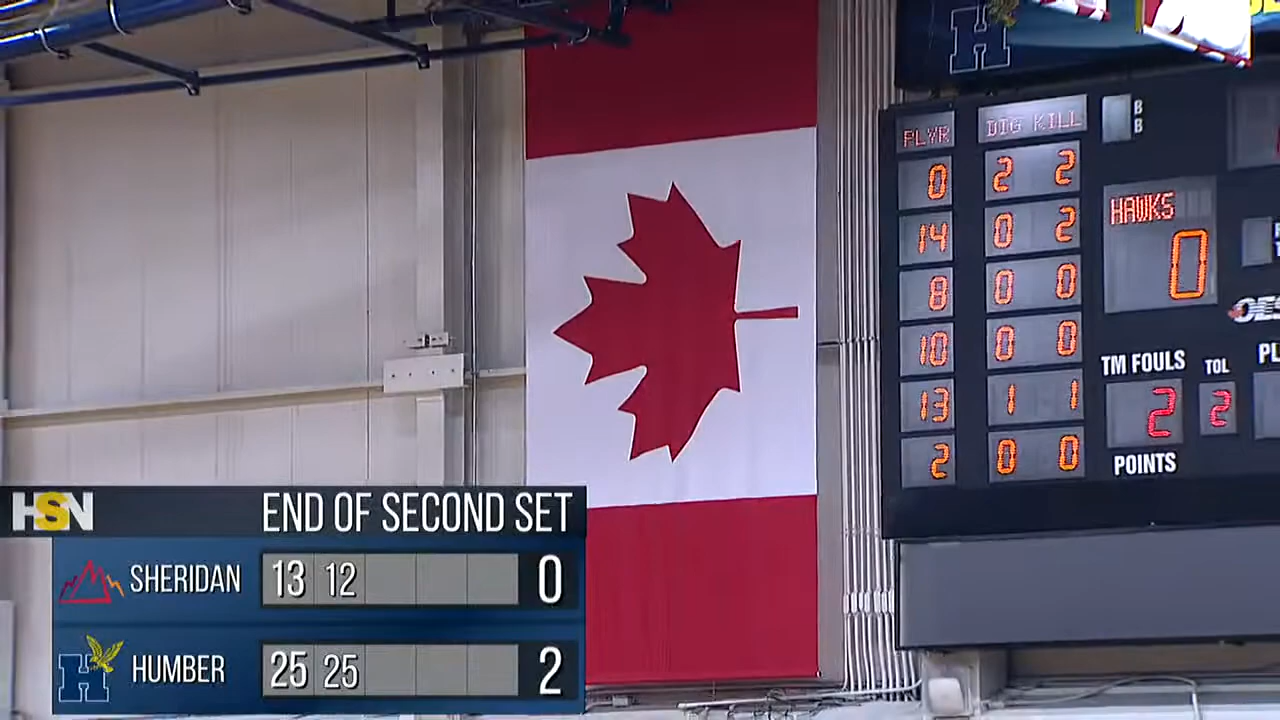 H
PLYR DIG KILL
B
B
0 2 2
14 0 2
HAWKS
0
8 0 0
10 0 0
TM FOULS TOL
13 1 1
2 2
2 0 0
POINTS
HSN END OF SECOND SET
SHERIDAN 13 12 0
H HUMBER 25 25 2